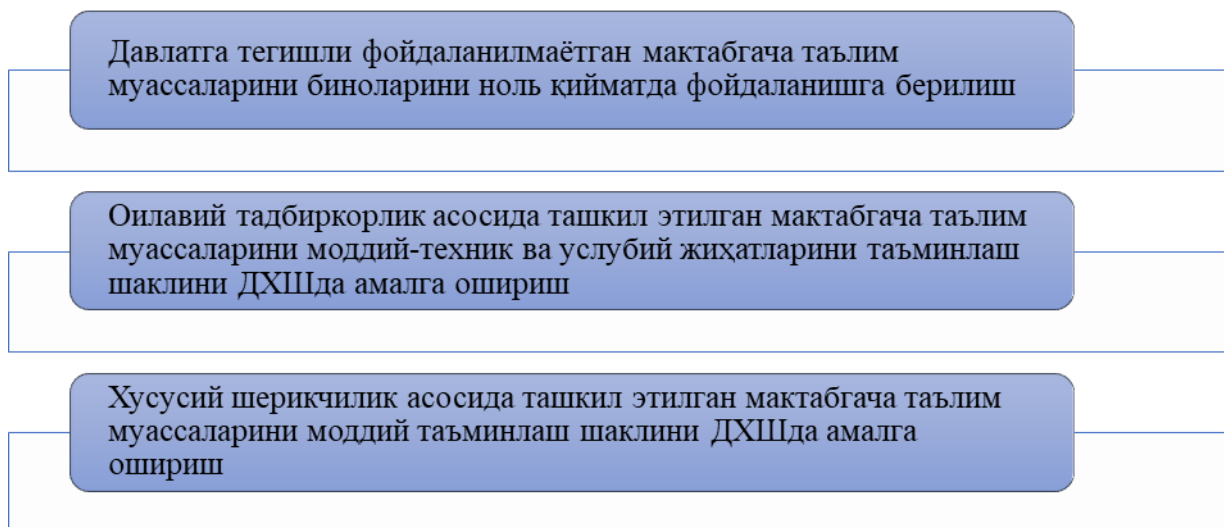 Давлатга тегишли фойдаланилмаётган мактабгача таълим
муассаларини биноларини ноль қийматда фойдаланишга берилиш
Оилавий тадбиркорлик асосида ташкил этилган мактабгача таълим
муассаларини моддий-техник ва услубий жиҳатларини таъминлаш
шаклини ДХШда амалга ошириш
Хусусий шерикчилик асосида ташкил этилган мактабгача таълим
муассаларини моддий таъминлаш шаклини ДХШда амалга
ошириш